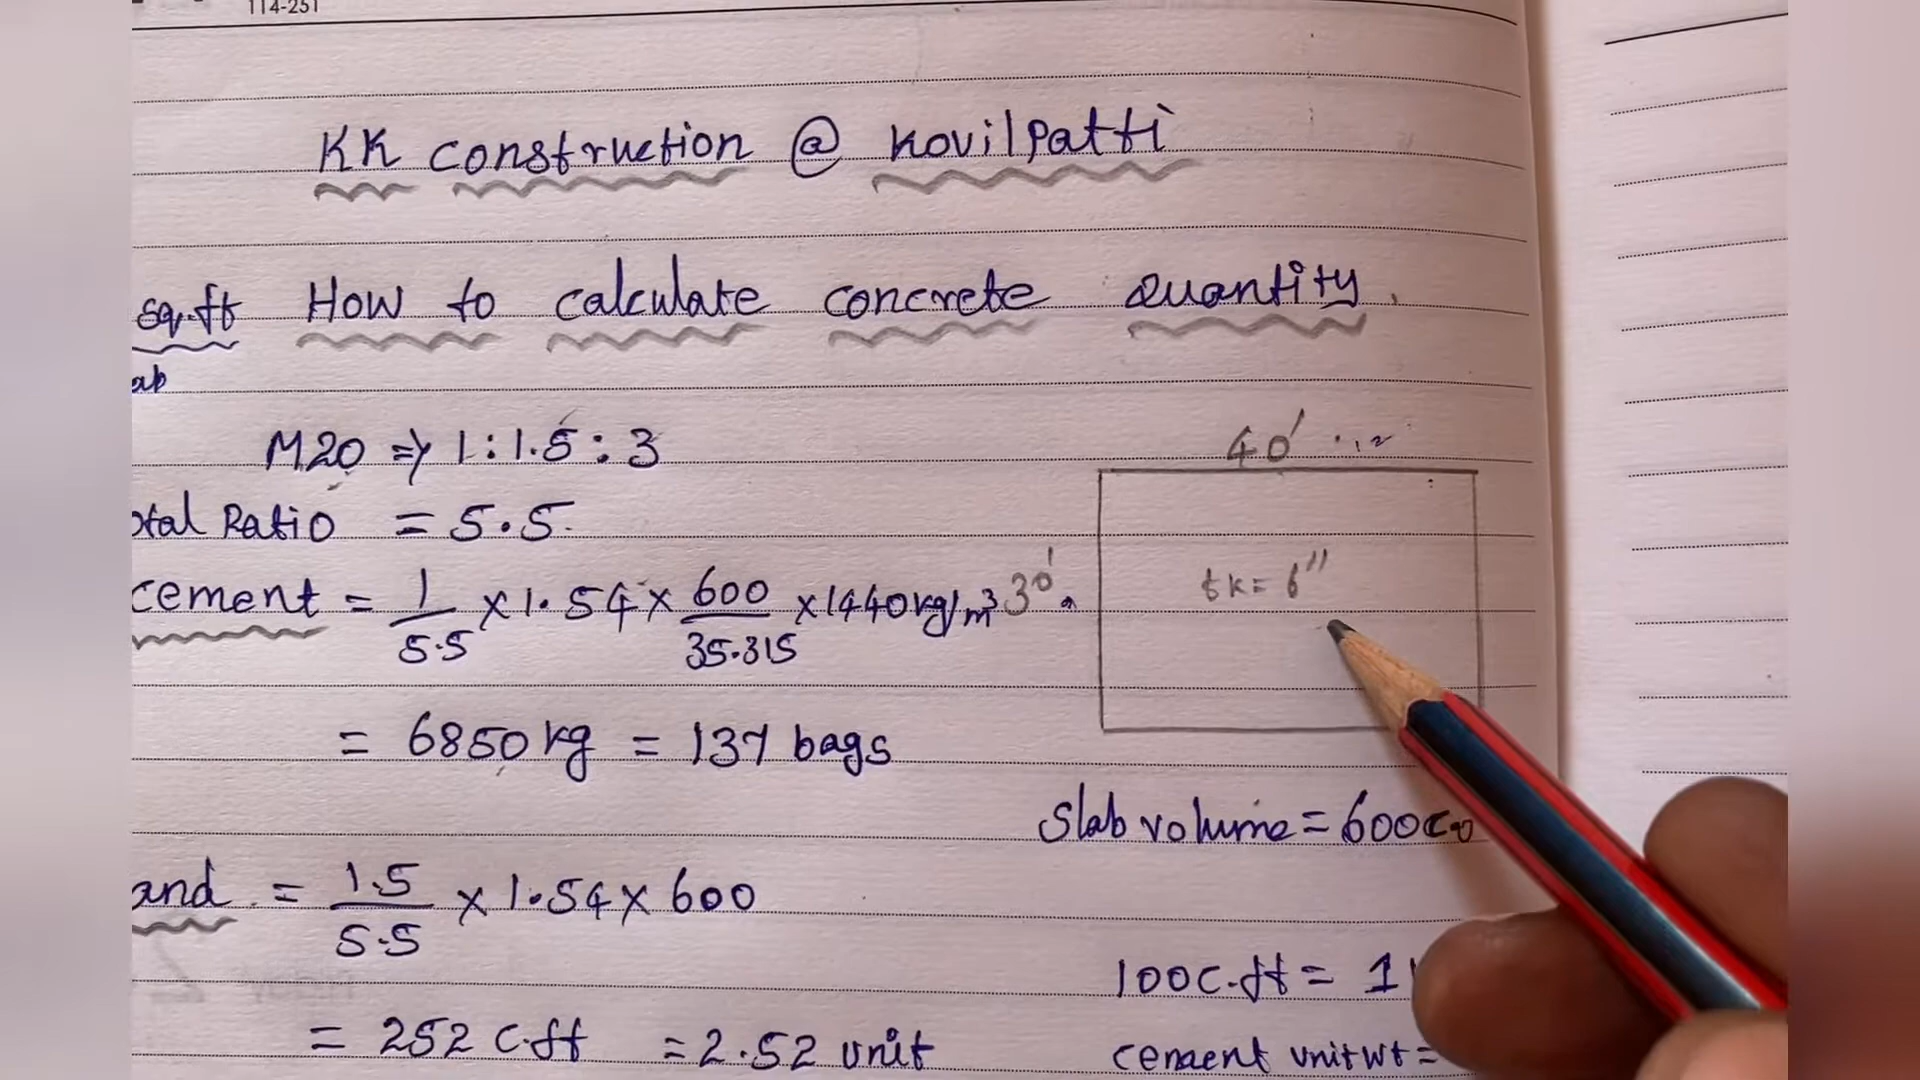 114-251
KK construction @ kovilpatti
sq.ft How to calculate concrete Quantity.
ab
M20 => 1:1.5:3
otal Ratio = 5.5
cement = 1/5.5 x 1.54 x 600/35.315 x 1440 kg/m³
= 6850 kg = 137 bags
and = 1.5/5.5 x 1.54 x 600
= 252 C.ft = 2.52 unit
40'
30'
tk = 6"
Slab volume = 600 c
100 C.ft = 1
cement unit wt =